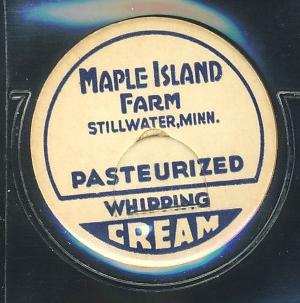 MAPLE ISLAND
FARM
STILLWATER, MINN.
PASTEURIZED
WHIPPING
CREAM